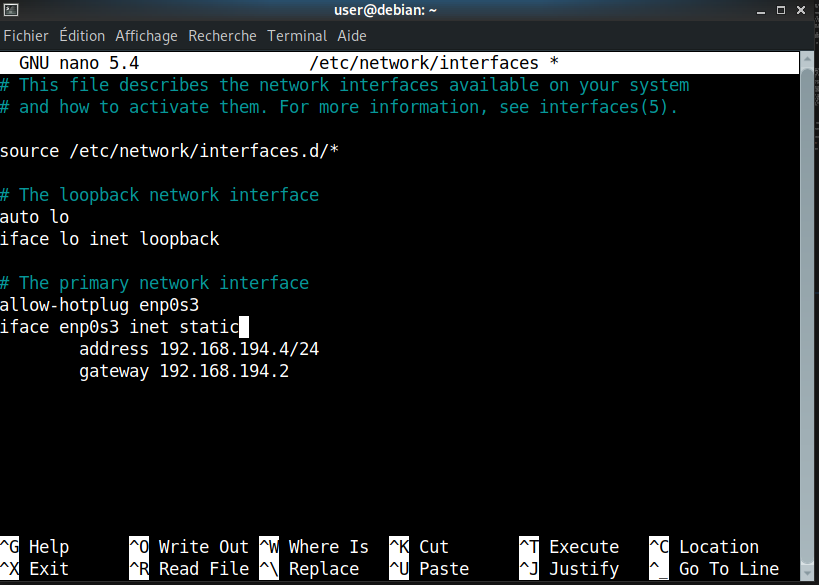 user@debian: ~
Fichier Édition Affichage Recherche Terminal Aide
GNU nano 5.4 /etc/network/interfaces *
# This file describes the network interfaces available on your system
# and how to activate them. For more information, see interfaces(5).
source /etc/network/interfaces.d/*
# The loopback network interface
auto lo
iface lo inet loopback
# The primary network interface
allow-hotplug enp0s3
iface enp0s3 inet static
address 192.168.194.4/24
gateway 192.168.194.2
^G Help ^O Write Out ^W Where Is ^K Cut ^T Execute ^C Location
^X Exit ^R Read File ^\ Replace ^U Paste ^J Justify ^_ Go To Line